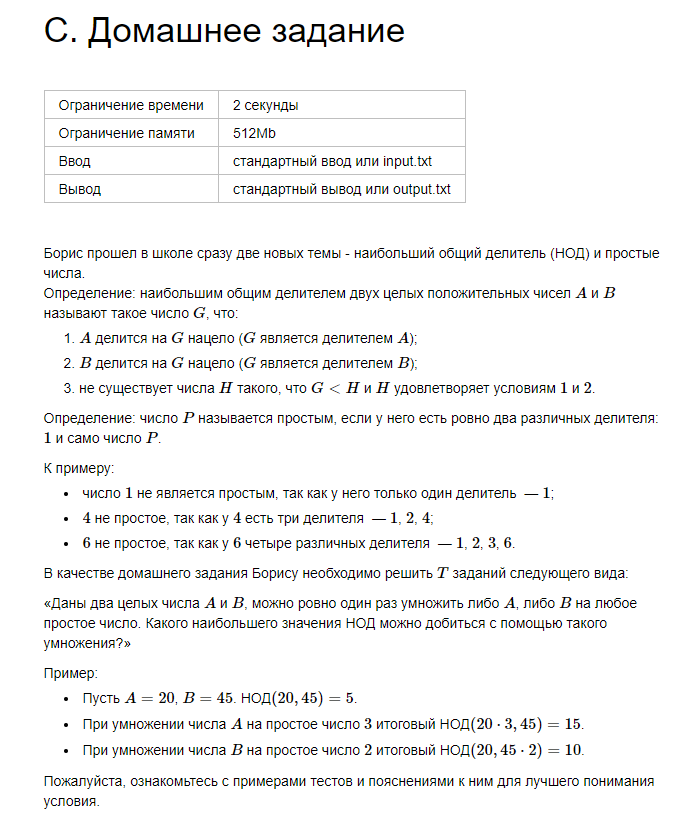 C. Домашнее задание
Ограничение времени 2 секунды
Ограничение памяти 512Mb
Ввод стандартный ввод или input.txt
Вывод стандартный вывод или output.txt
Борис прошел в школе сразу две новых темы - наибольший общий делитель (НОД) и простые
числа.
Определение: наибольшим общим делителем двух целых положительных чисел A и B
называют такое число G, что:
1. A делится на G нацело (G является делителем A);
2. B делится на G нацело (G является делителем B);
3. не существует числа H такого, что G < H и H удовлетворяет условиям 1 и 2.
Определение: число P называется простым, если у него есть ровно два различных делителя:
1 и само число P.
К примеру:
• число 1 не является простым, так как у него только один делитель — 1;
• 4 не простое, так как у 4 есть три делителя — 1, 2, 4;
• 6 не простое, так как у 6 четыре различных делителя — 1, 2, 3, 6.
В качестве домашнего задания Борису необходимо решить T заданий следующего вида:
«Даны два целых числа A и B, можно ровно один раз умножить либо A, либо B на любое
простое число. Какого наибольшего значения НОД можно добиться с помощью такого
умножения?»
Пример:
• Пусть A = 20, B = 45. НОД(20, 45) = 5.
• При умножении числа A на простое число 3 итоговый НОД(20 · 3, 45) = 15.
• При умножении числа B на простое число 2 итоговый НОД(20, 45 · 2) = 10.
Пожалуйста, ознакомьтесь с примерами тестов и пояснениями к ним для лучшего понимания
условия.